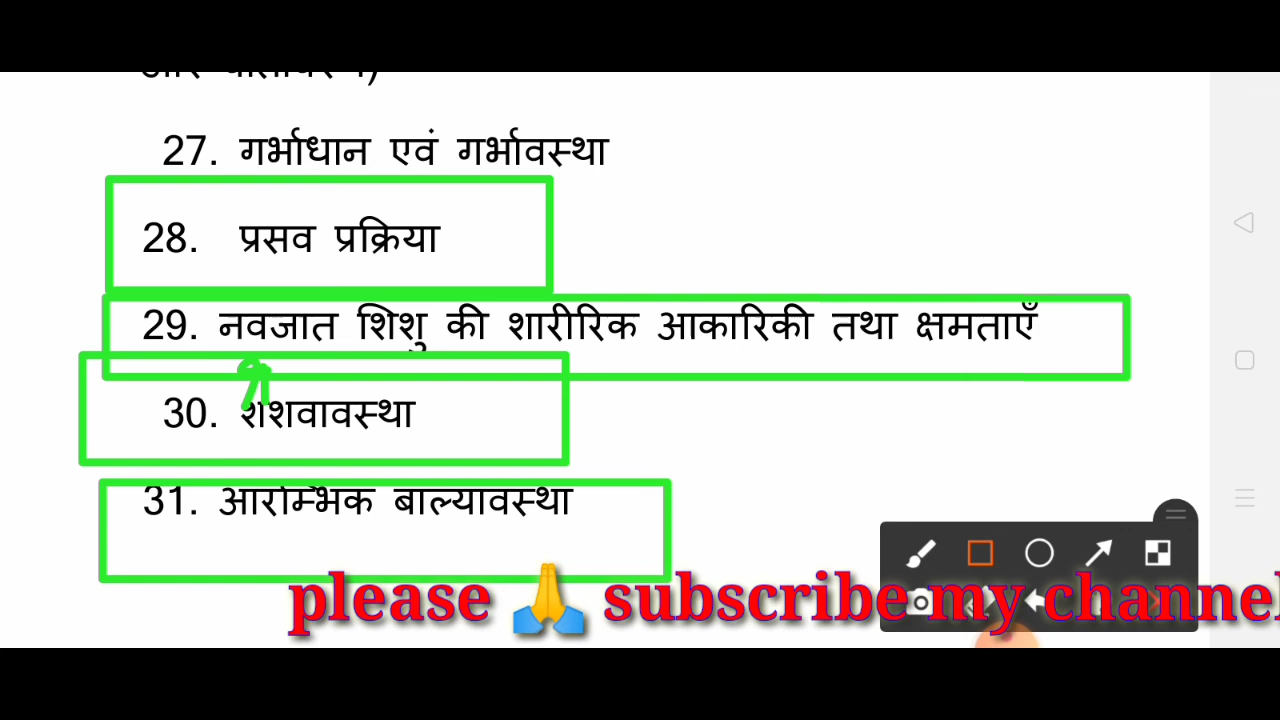 27. गर्भाधान एवं गर्भावस्था
28. प्रसव प्रक्रिया
29. नवजात शिशु की शारीरिक आकारिकी तथा क्षमताएँ
30. शैशवावस्था
31. आरम्भिक बाल्यावस्था
please 🙏 subscribe my channel